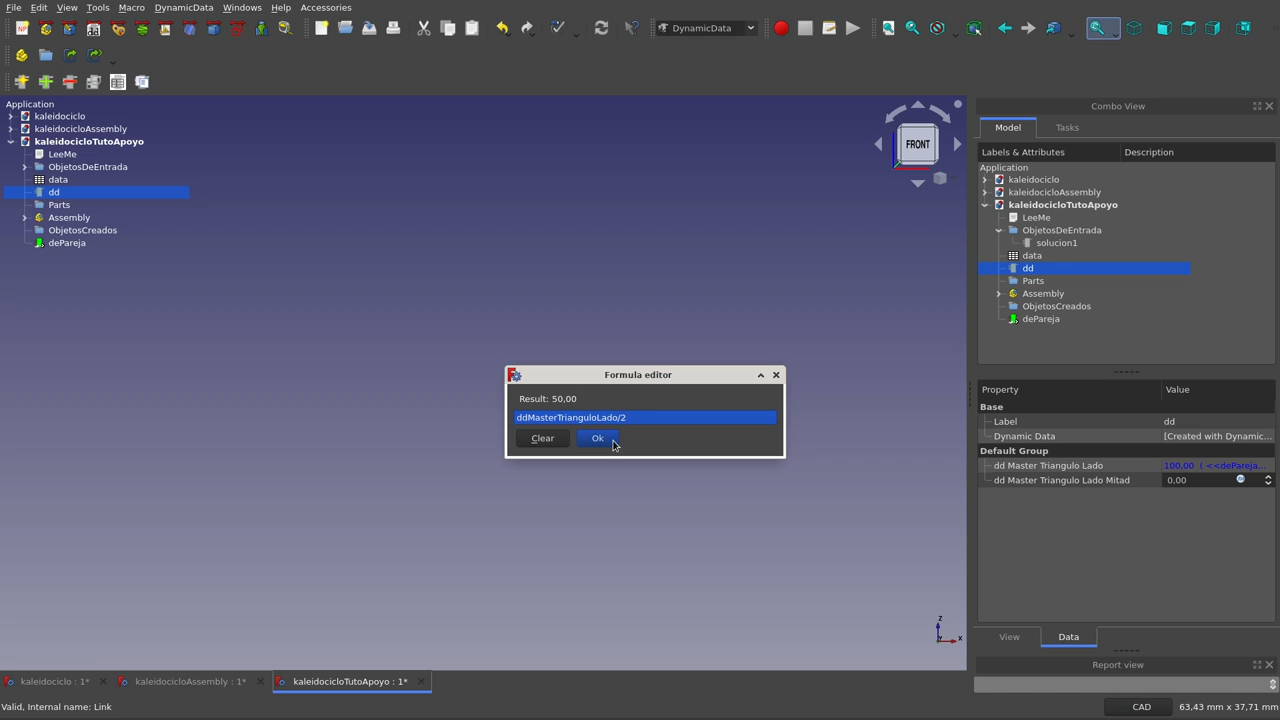 File Edit View Tools Macro DynamicData Windows Help Accessories
DynamicData
Application
kaleidociclo
kaleidocicloAssembly
kaleidocicloTutoApoyo
LeeMe
ObjetosDeEntrada
data
dd
Parts
Assembly
ObjetosCreados
dePareja
FRONT
Formula editor
Result: 50,00
ddMasterTrianguloLado/2
Clear Ok
z
x
Combo View
Model Tasks
Labels & Attributes Description
Application
kaleidociclo
kaleidocicloAssembly
kaleidocicloTutoApoyo
LeeMe
ObjetosDeEntrada
solucion1
data
dd
Parts
Assembly
ObjetosCreados
dePareja
Property Value
Base
Label dd
Dynamic Data [Created with Dynamic...
Default Group
dd Master Triangulo Lado 100,00 ( <<dePareja...
dd Master Triangulo Lado Mitad 0,00
View Data
Report view
kaleidociclo : 1* kaleidocicloAssembly : 1* kaleidocicloTutoApoyo : 1*
Valid, Internal name: Link CAD 63,43 mm x 37,71 mm